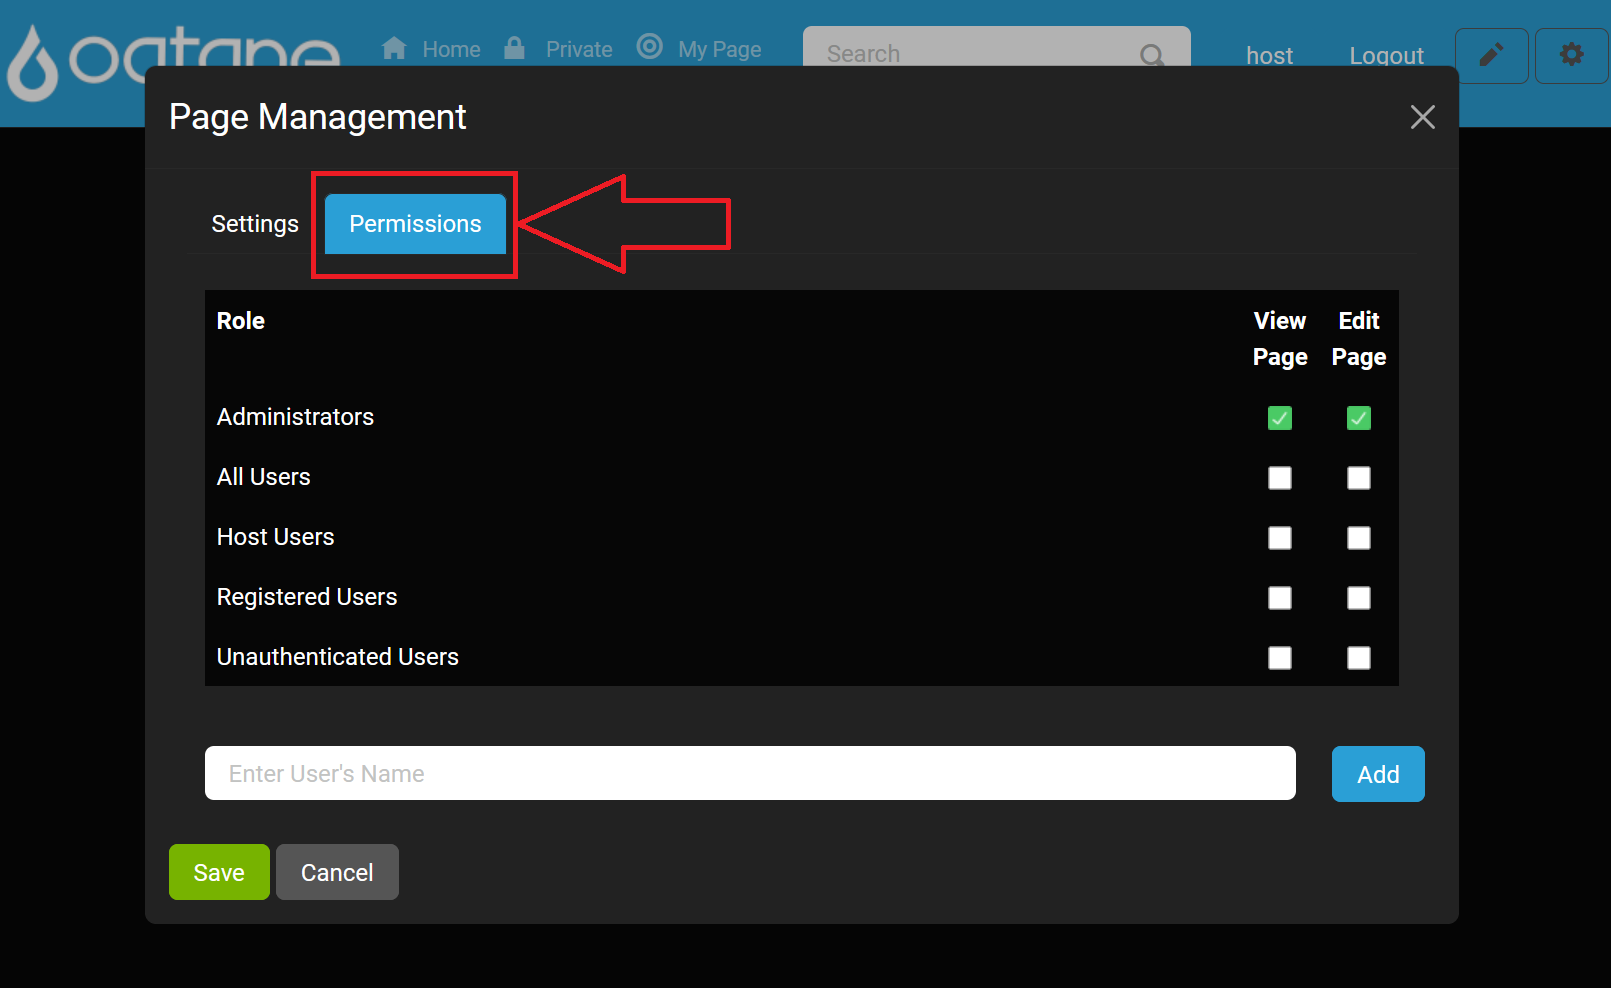 oqtane Home Private My Page Search host Logout
Page Management
Settings Permissions
Role View Page Edit Page
Administrators
All Users
Host Users
Registered Users
Unauthenticated Users
Enter User's Name Add
Save Cancel